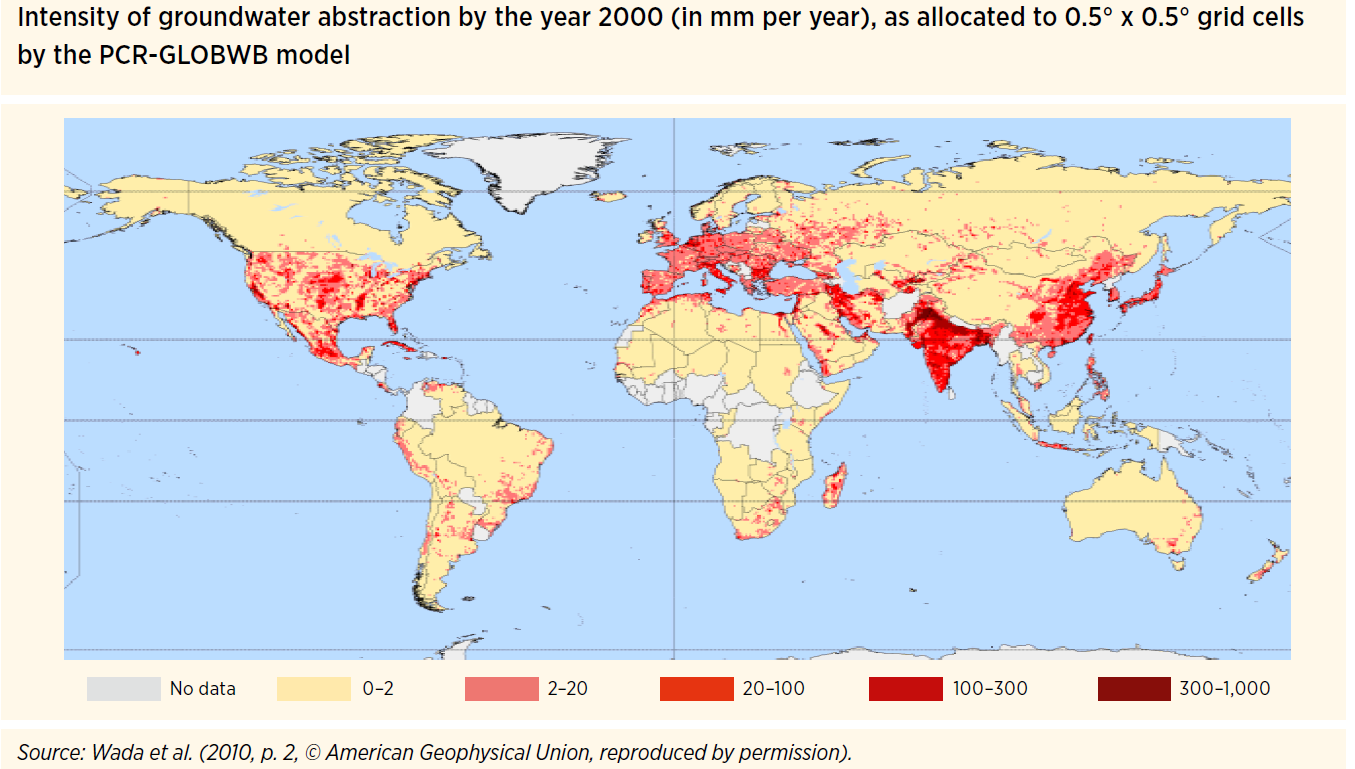 Intensity of groundwater abstraction by the year 2000 (in mm per year), as allocated to 0.5° x 0.5° grid cells
by the PCR-GLOBWB model
No data
0–2
2–20
20–100
100–300
300–1,000
Source: Wada et al. (2010, p. 2, © American Geophysical Union, reproduced by permission).